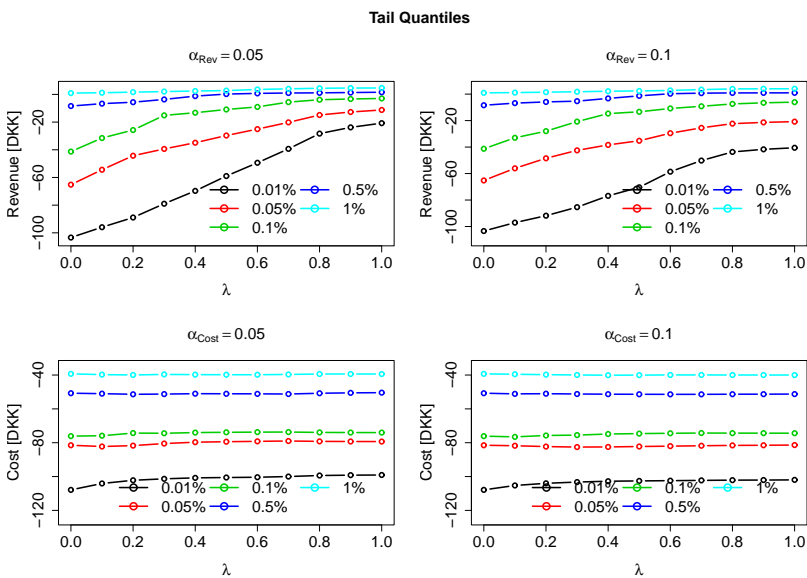 Tail Quantiles
α_Rev = 0.05
Revenue [DKK]
−20
−60
−100
0.01%
0.05%
0.1%
0.5%
1%
0.0 0.2 0.4 0.6 0.8 1.0
λ
α_Rev = 0.1
Revenue [DKK]
−20
−60
−100
0.01%
0.05%
0.1%
0.5%
1%
0.0 0.2 0.4 0.6 0.8 1.0
λ
α_Cost = 0.05
Cost [DKK]
−40
−80
−120
0.01%
0.05%
0.1%
0.5%
1%
0.0 0.2 0.4 0.6 0.8 1.0
λ
α_Cost = 0.1
Cost [DKK]
−40
−80
−120
0.01%
0.05%
0.1%
0.5%
1%
0.0 0.2 0.4 0.6 0.8 1.0
λ